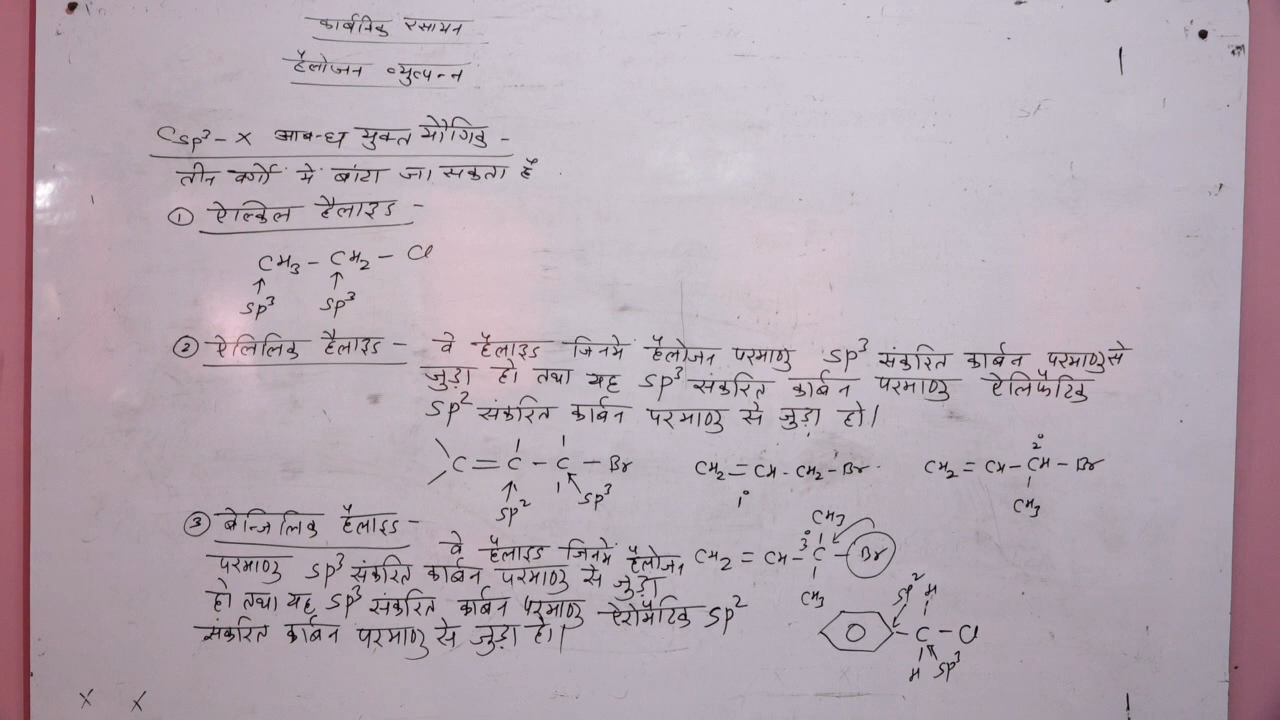 कार्बनिक रसायन
हैलोजन व्युत्पन्न
Csp³ - X आबन्ध युक्त यौगिक -
तीन वर्गों में बांटा जा सकता है
① ऐल्किल हैलाइड -
CH₃ - CH₂ - Cl
↑ ↑
sp³ sp³
② ऐलिलिक हैलाइड - वे हैलाइड जिनमे हैलोजन परमाणु sp³ संकरित कार्बन परमाणु से
जुड़ा हो तथा यह sp³ संकरित कार्बन परमाणु ऐलिफैटिक
sp² संकरित कार्बन परमाणु से जुड़ा हो।
C = C - C - Br
sp² sp³
CH₂ = CH - CH₂ - Br
1°
2°
CH₂ = CH - CH - Br
CH₃
③ बेन्जिलिक हैलाइड - वे हैलाइड जिनमें हैलोजन
परमाणु sp³ संकरित कार्बन परमाणु से जुड़ा
हो तथा यह sp³ संकरित कार्बन परमाणु ऐरोमैटिक sp²
संकरित कार्बन परमाणु से जुड़ा हो।
CH₃
CH₂ = CH - 3° C - Br
CH₃
sp² H
C - Cl
H sp³
X X